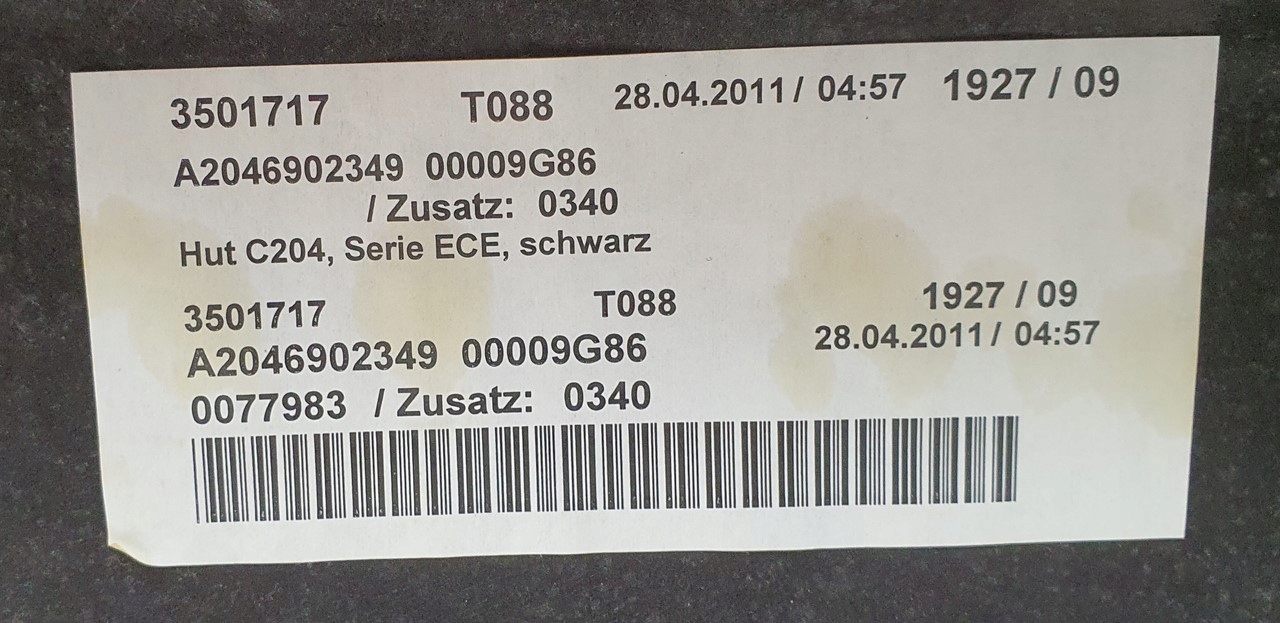 3501717 T088 28.04.2011 / 04:57 1927 / 09
A2046902349 00009G86
/ Zusatz: 0340
Hut C204, Serie ECE, schwarz
3501717 T088 1927 / 09
A2046902349 00009G86 28.04.2011 / 04:57
0077983 / Zusatz: 0340